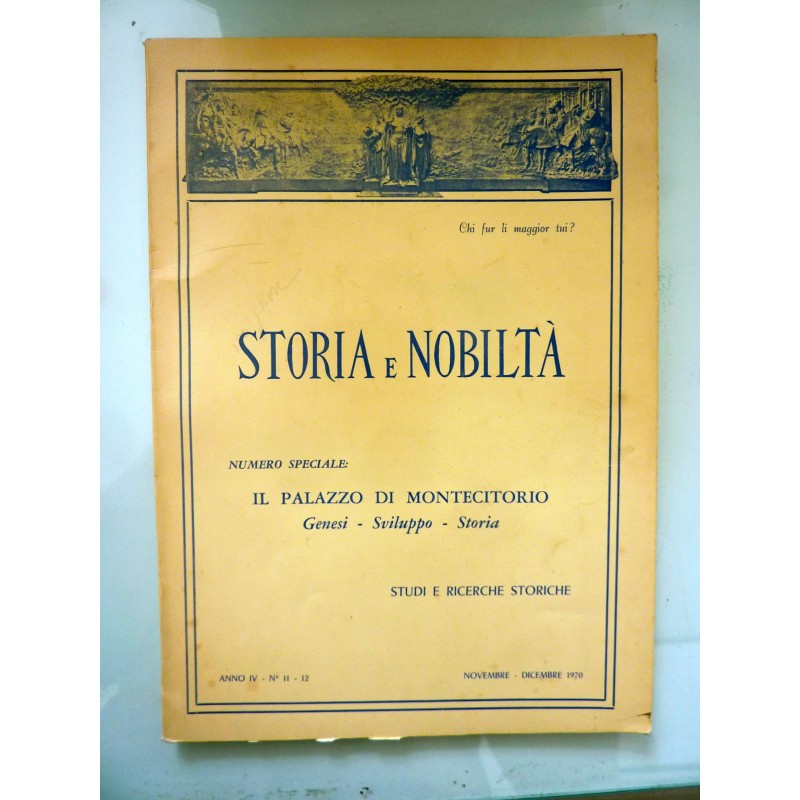 Chi fur li maggior tui?
STORIA E NOBILTÀ
NUMERO SPECIALE:
IL PALAZZO DI MONTECITORIO
Genesi - Sviluppo - Storia
STUDI E RICERCHE STORICHE
ANNO IV - N° 11 - 12
NOVEMBRE - DICEMBRE 1970